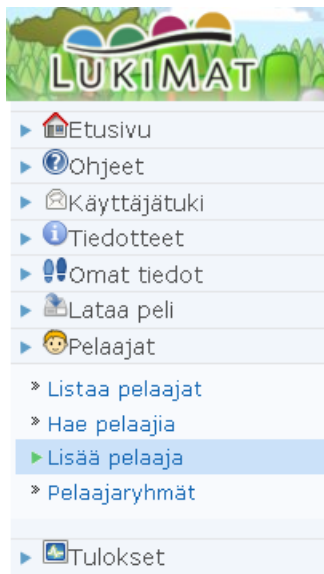 LUKIMAT
Etusivu
Ohjeet
Käyttäjätuki
Tiedotteet
Omat tiedot
Lataa peli
Pelaajat
Listaa pelaajat
Hae pelaajia
Lisää pelaaja
Pelaajaryhmät
Tulokset